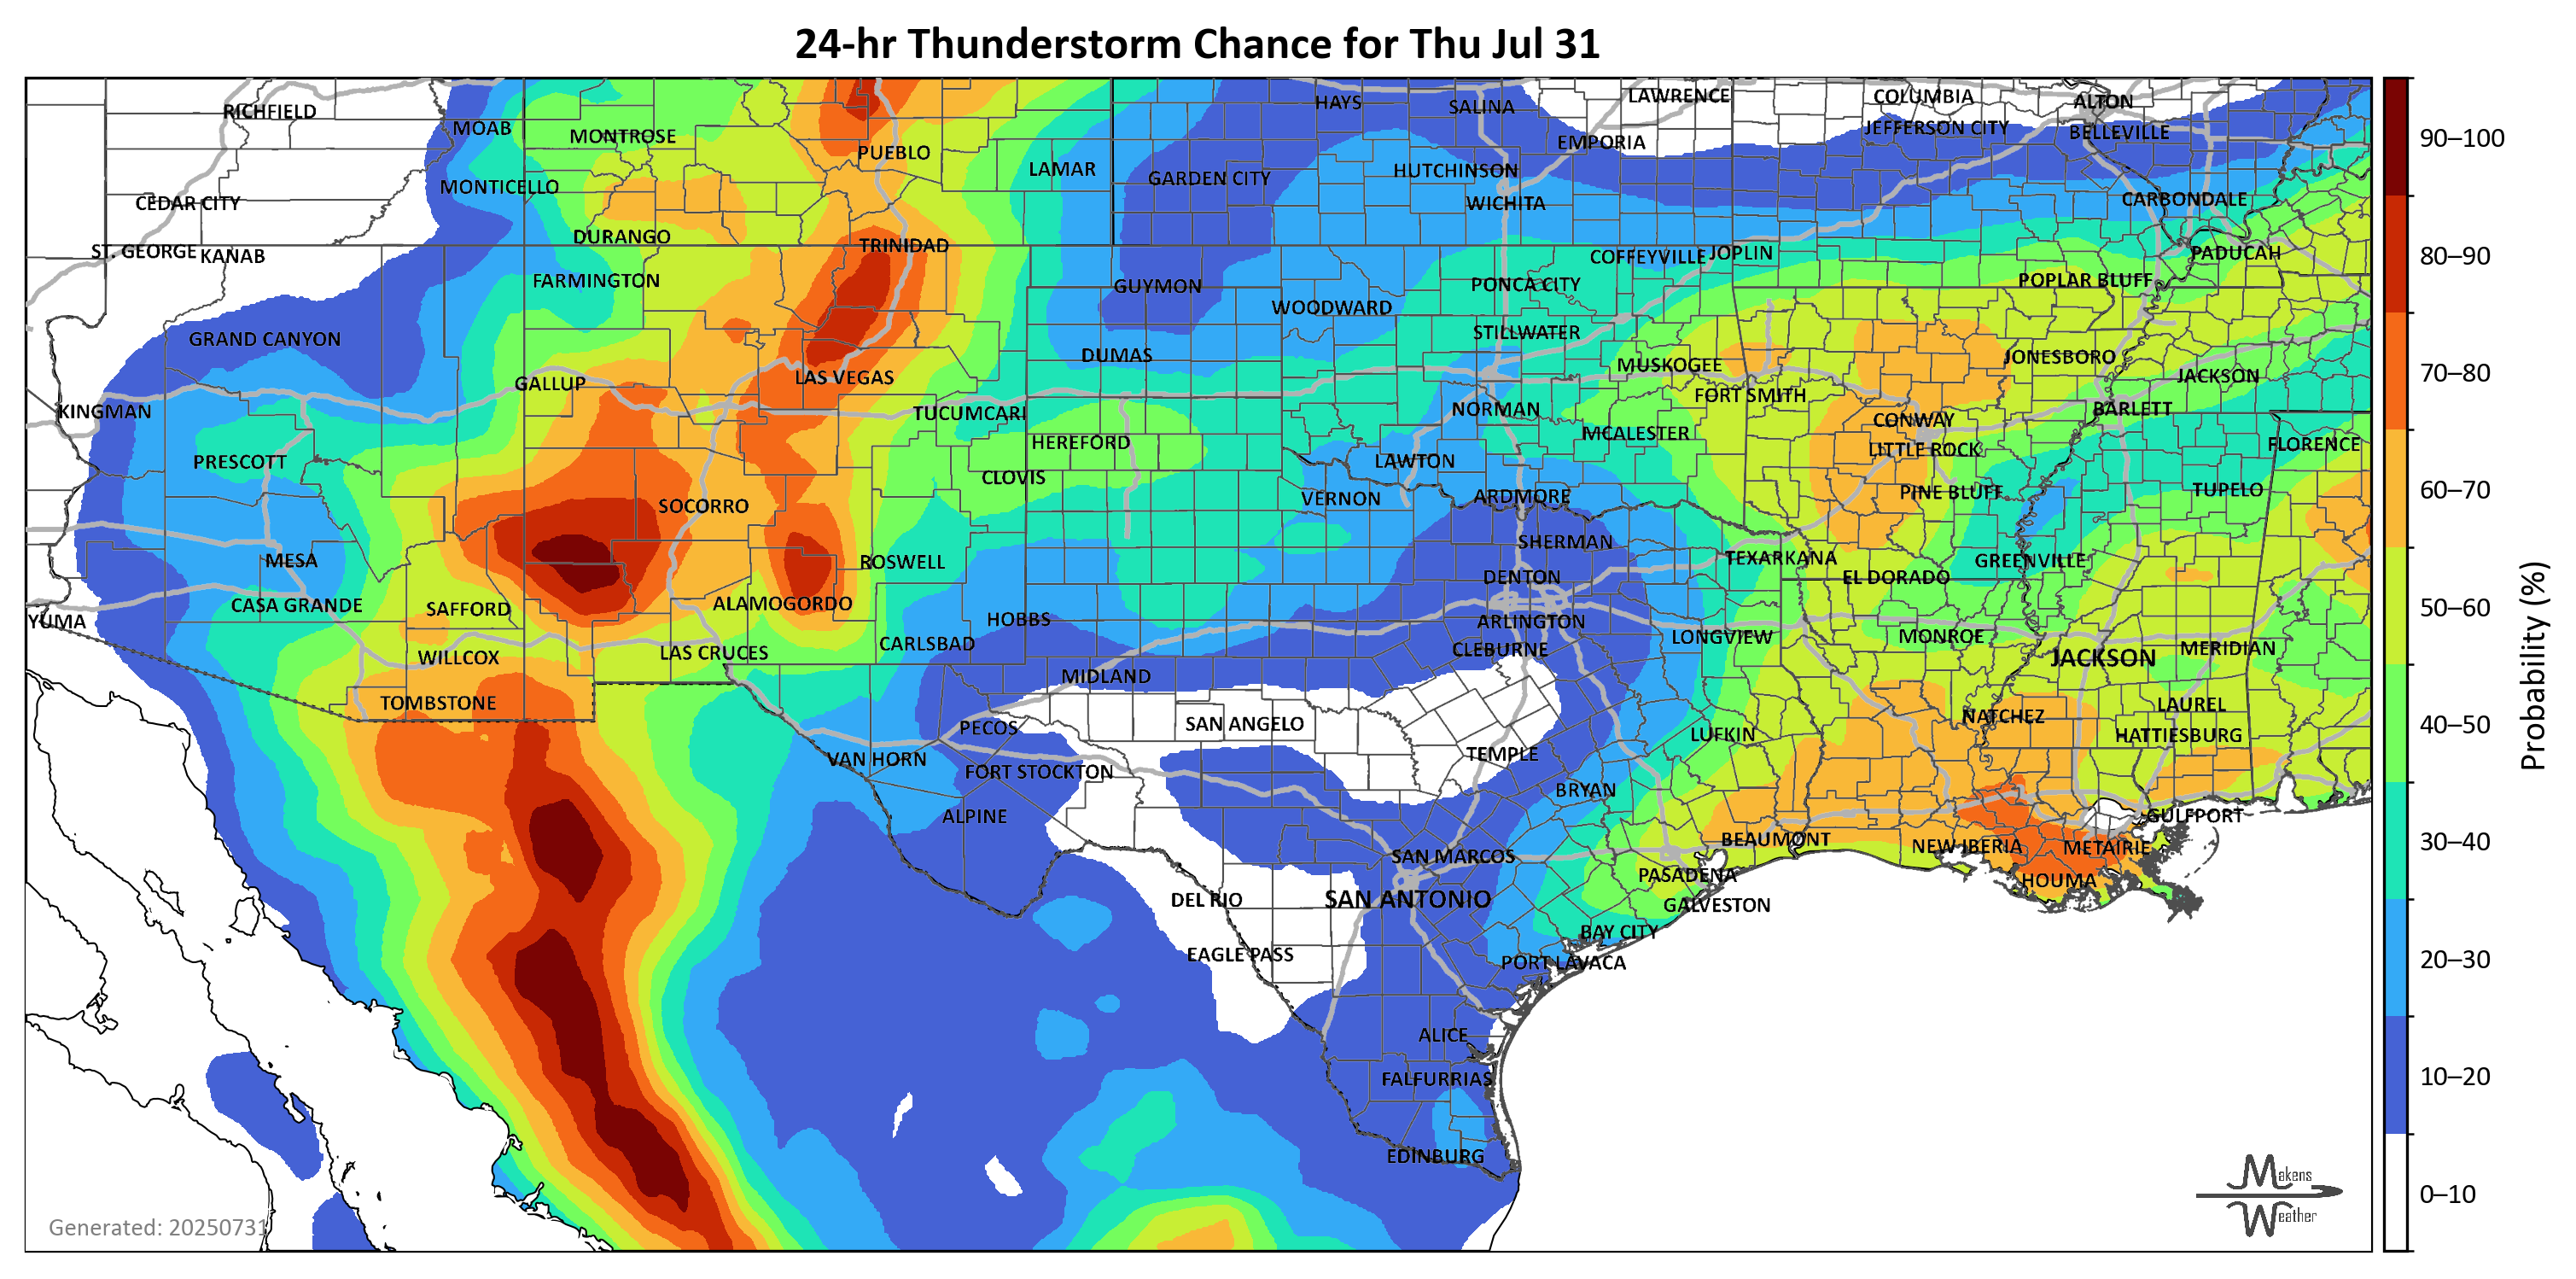 24-hr Thunderstorm Chance for Thu Jul 31
RICHFIELD
MOAB
MONTROSE
PUEBLO
LAMAR
HAYS
SALINA
LAWRENCE
COLUMBIA
ALTON
EMPORIA
JEFFERSON CITY
BELLEVILLE
90–100
CEDAR CITY
MONTICELLO
GARDEN CITY
HUTCHINSON
WICHITA
CARBONDALE
ST. GEORGE
KANAB
DURANGO
TRINIDAD
COFFEYVILLE
JOPLIN
PADUCAH
80–90
FARMINGTON
GUYMON
WOODWARD
PONCA CITY
POPLAR BLUFF
GRAND CANYON
STILLWATER
DUMAS
MUSKOGEE
JONESBORO
GALLUP
LAS VEGAS
FORT SMITH
JACKSON
70–80
KINGMAN
TUCUMCARI
NORMAN
CONWAY
BARLETT
PRESCOTT
HEREFORD
MCALESTER
LITTLE ROCK
FLORENCE
CLOVIS
LAWTON
SOCORRO
VERNON
ARDMORE
PINE BLUFF
TUPELO
60–70
MESA
ROSWELL
SHERMAN
TEXARKANA
GREENVILLE
CASA GRANDE
SAFFORD
ALAMOGORDO
DENTON
EL DORADO
50–60
YUMA
HOBBS
ARLINGTON
WILLCOX
LAS CRUCES
CARLSBAD
CLEBURNE
LONGVIEW
MONROE
JACKSON
MERIDIAN
Probability (%)
TOMBSTONE
MIDLAND
PECOS
SAN ANGELO
NATCHEZ
LAUREL
40–50
VAN HORN
FORT STOCKTON
TEMPLE
LUFKIN
HATTIESBURG
ALPINE
BRYAN
GULFPORT
SAN MARCOS
BEAUMONT
NEW IBERIA
METAIRIE
30–40
DEL RIO
SAN ANTONIO
PASADENA
HOUMA
GALVESTON
EAGLE PASS
BAY CITY
PORT LAVACA
20–30
ALICE
FALFURRIAS
10–20
EDINBURG
Makens
Weather
0–10
Generated: 20250731